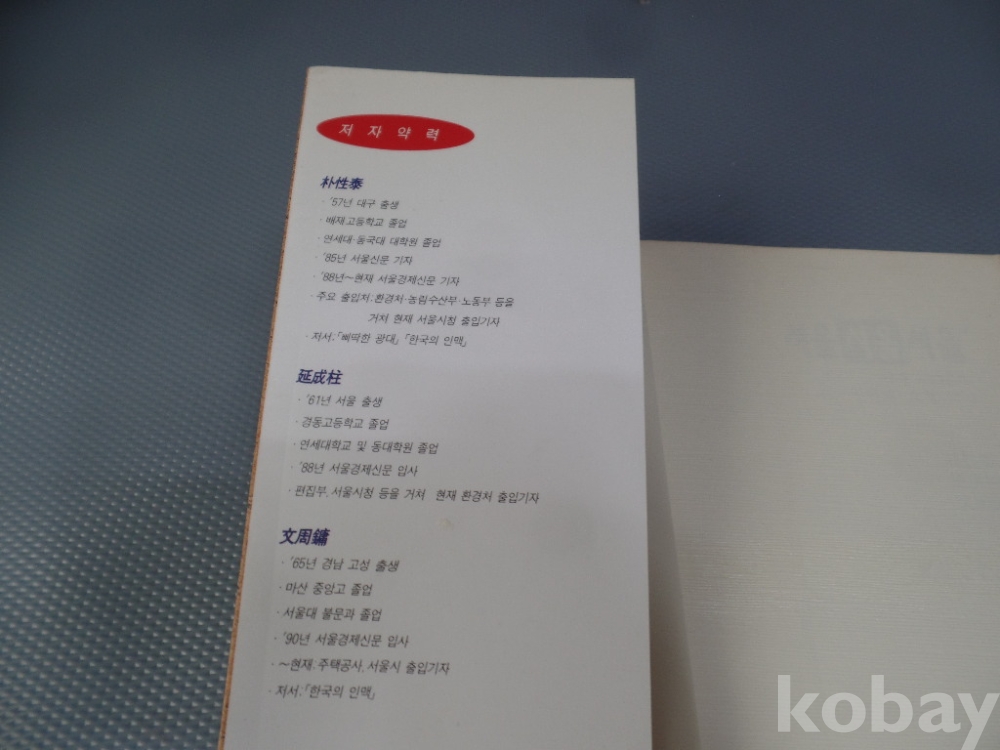 저자약력
朴性泰
· '57년 대구 출생
· 배재고등학교 졸업
· 연세대·동국대 대학원 졸업
· '85년 서울신문 기자
· '88년～현재 서울경제신문 기자
· 주요 출입처:환경처·농림수산부·노동부 등을
거쳐 현재 서울시청 출입기자
· 저서:「삐딱한 광대」「한국의 인맥」
延成柱
· '61년 서울 출생
· 경동고등학교 졸업
· 연세대학교 및 동대학원 졸업
· '88년 서울경제신문 입사
· 편집부, 서울시청 등을 거쳐 현재 환경처 출입기자
文周鏞
· '65년 경남 고성 출생
· 마산 중앙고 졸업
· 서울대 불문과 졸업
· '90년 서울경제신문 입사
· ～현재, 주택공사, 서울시 출입기자
· 저서:「한국의 인맥」
kobay